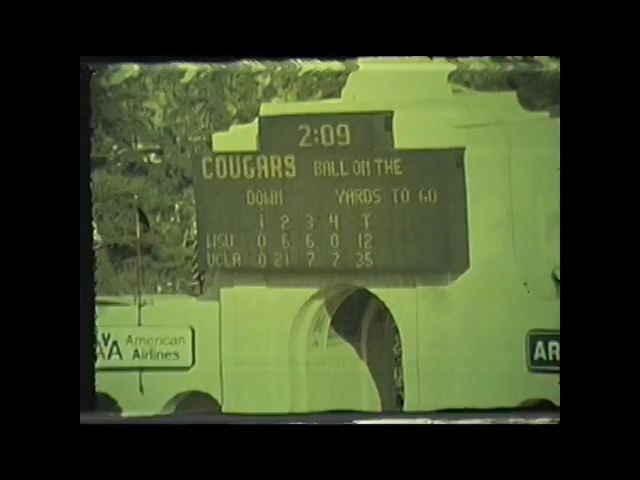 2:09
COUGARS BALL ON THE
DOWN YARDS TO GO
1 2 3 4 T
WSU 0 6 6 0 12
UCLA 0 21 7 7 35
AA American
Airlines
AR